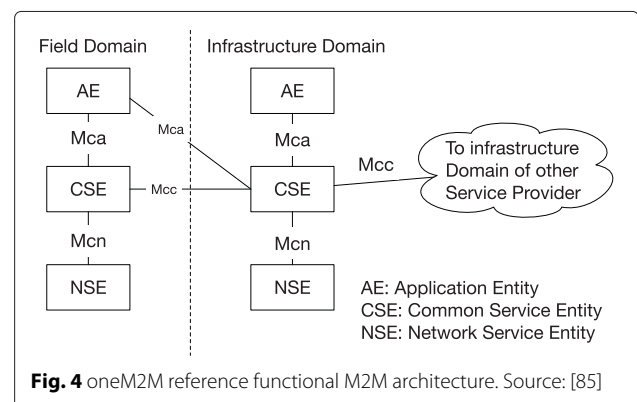 Field Domain
Infrastructure Domain
AE
AE
Mca
Mca
Mca
Mcc
To infrastructure
Domain of other
Service Provider
CSE
Mcc
CSE
Mcn
Mcn
NSE
NSE
AE: Application Entity
CSE: Common Service Entity
NSE: Network Service Entity
Fig. 4 oneM2M reference functional M2M architecture. Source: [85]